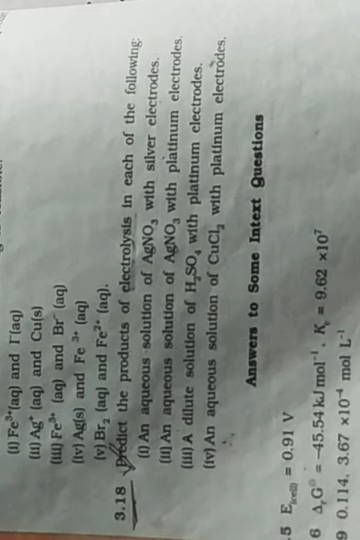 (i) Fe³⁺(aq) and I⁻(aq)
(ii) Ag⁺ (aq) and Cu(s)
(iii) Fe³⁺ (aq) and Br⁻ (aq)
(iv) Ag(s) and Fe ³⁺ (aq)
(v) Br₂ (aq) and Fe²⁺ (aq).
3.18 Predict the products of electrolysis in each of the following:
(i) An aqueous solution of AgNO₃ with silver electrodes.
(ii) An aqueous solution of AgNO₃ with platinum electrodes.
(iii) A dilute solution of H₂SO₄ with platinum electrodes.
(iv) An aqueous solution of CuCl₂ with platinum electrodes.
Answers to Some Intext Questions
.5 E(cell) = 0.91 V
6 ΔᵣG⊖ = −45.54 kJ mol⁻¹, K꜀ = 9.62 ×10⁷
9 0.114, 3.67 ×10⁻⁴ mol L⁻¹